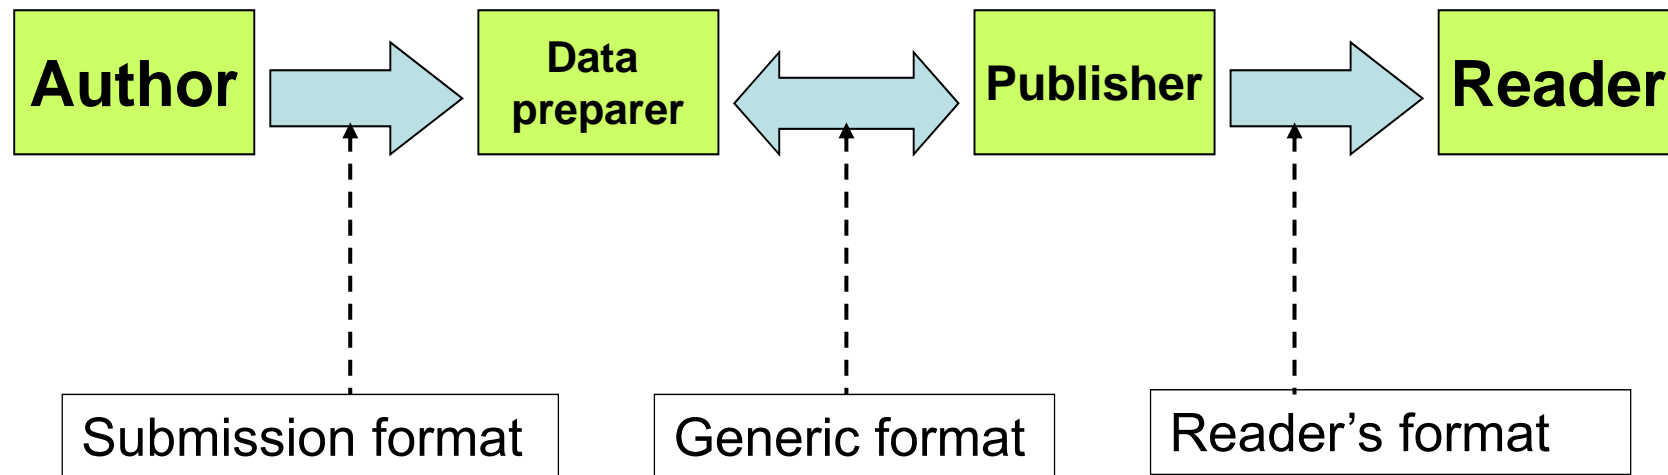 Author
Data
preparer
Publisher
Reader
Submission format
Generic format
Reader’s format